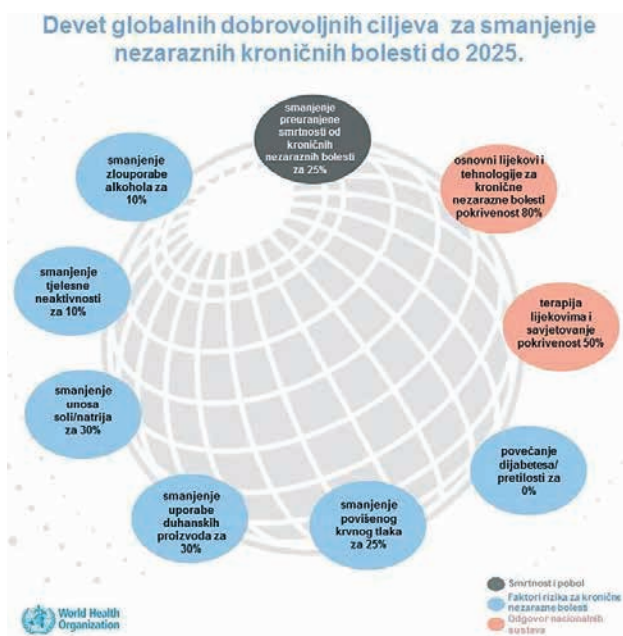 Devet globalnih dobrovoljnih ciljeva za smanjenje
nezaraznih kroničnih bolesti do 2025.
smanjenje
preuranjene
smrtnosti od
kroničnih
nezaraznih bolesti
za 25%
osnovni lijekovi i
tehnologije za
kronične
nezarazne bolesti
pokrivenost 80%
terapija
lijekovima i
savjetovanje
pokrivenost 50%
povećanje
dijabetesa/
pretilosti za
0%
smanjenje
povišenog
krvnog tlaka
za 25%
smanjenje
uporabe
duhanskih
proizvoda za
30%
smanjenje
unosa
soli/natrija
za 30%
smanjenje
tjelesne
neaktivnosti
za 10%
smanjenje
zlouporabe
alkohola za
10%
Smrtnost i pobol
Faktori rizika za kronične
nezarazne bolesti
Odgovor nacionalnih
sustava
World Health
Organization